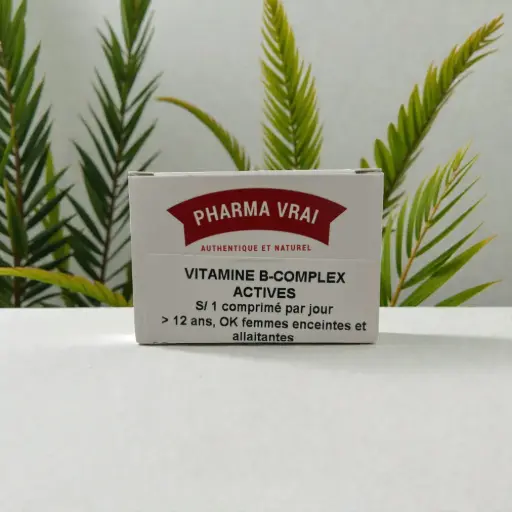 PHARMA VRAI
AUTHENTIQUE ET NATUREL
VITAMINE B-COMPLEX
ACTIVES
S/ 1 comprimé par jour
> 12 ans, OK femmes enceintes et
allaitantes